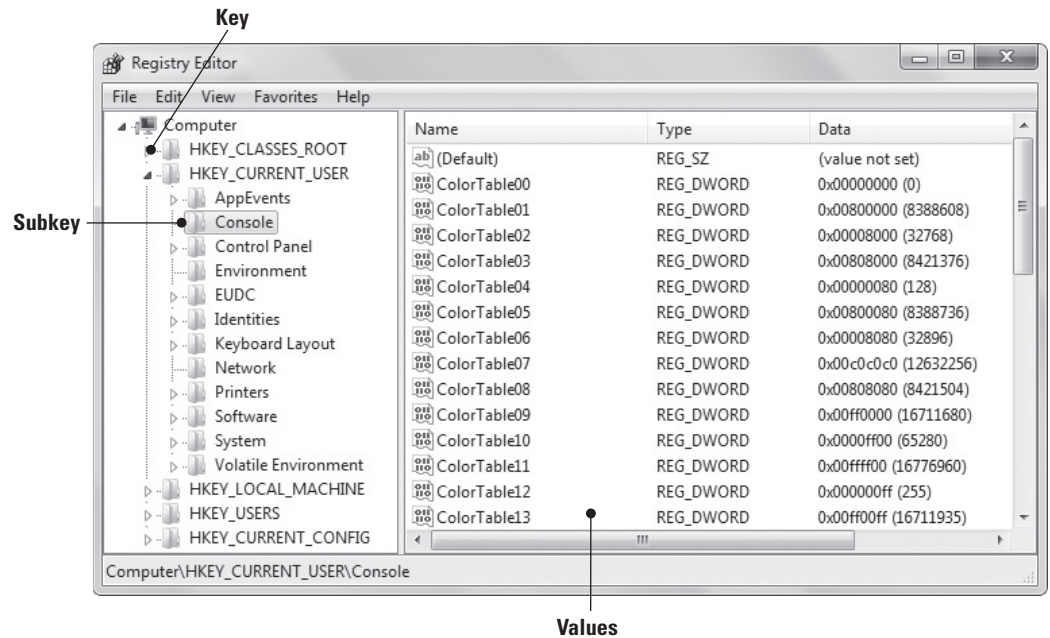 Key
Registry Editor
File Edit View Favorites Help
Computer
HKEY_CLASSES_ROOT
HKEY_CURRENT_USER
AppEvents
Subkey
Console
Control Panel
Environment
EUDC
Identities
Keyboard Layout
Network
Printers
Software
System
Volatile Environment
HKEY_LOCAL_MACHINE
HKEY_USERS
HKEY_CURRENT_CONFIG
Name Type Data
(Default) REG_SZ (value not set)
ColorTable00 REG_DWORD 0x00000000 (0)
ColorTable01 REG_DWORD 0x00800000 (8388608)
ColorTable02 REG_DWORD 0x00008000 (32768)
ColorTable03 REG_DWORD 0x00808000 (8421376)
ColorTable04 REG_DWORD 0x00000080 (128)
ColorTable05 REG_DWORD 0x00800080 (8388736)
ColorTable06 REG_DWORD 0x00008080 (32896)
ColorTable07 REG_DWORD 0x00c0c0c0 (12632256)
ColorTable08 REG_DWORD 0x00808080 (8421504)
ColorTable09 REG_DWORD 0x00ff0000 (16711680)
ColorTable10 REG_DWORD 0x0000ff00 (65280)
ColorTable11 REG_DWORD 0x00ffff00 (16776960)
ColorTable12 REG_DWORD 0x000000ff (255)
ColorTable13 REG_DWORD 0x00ff00ff (16711935)
Computer\HKEY_CURRENT_USER\Console
Values